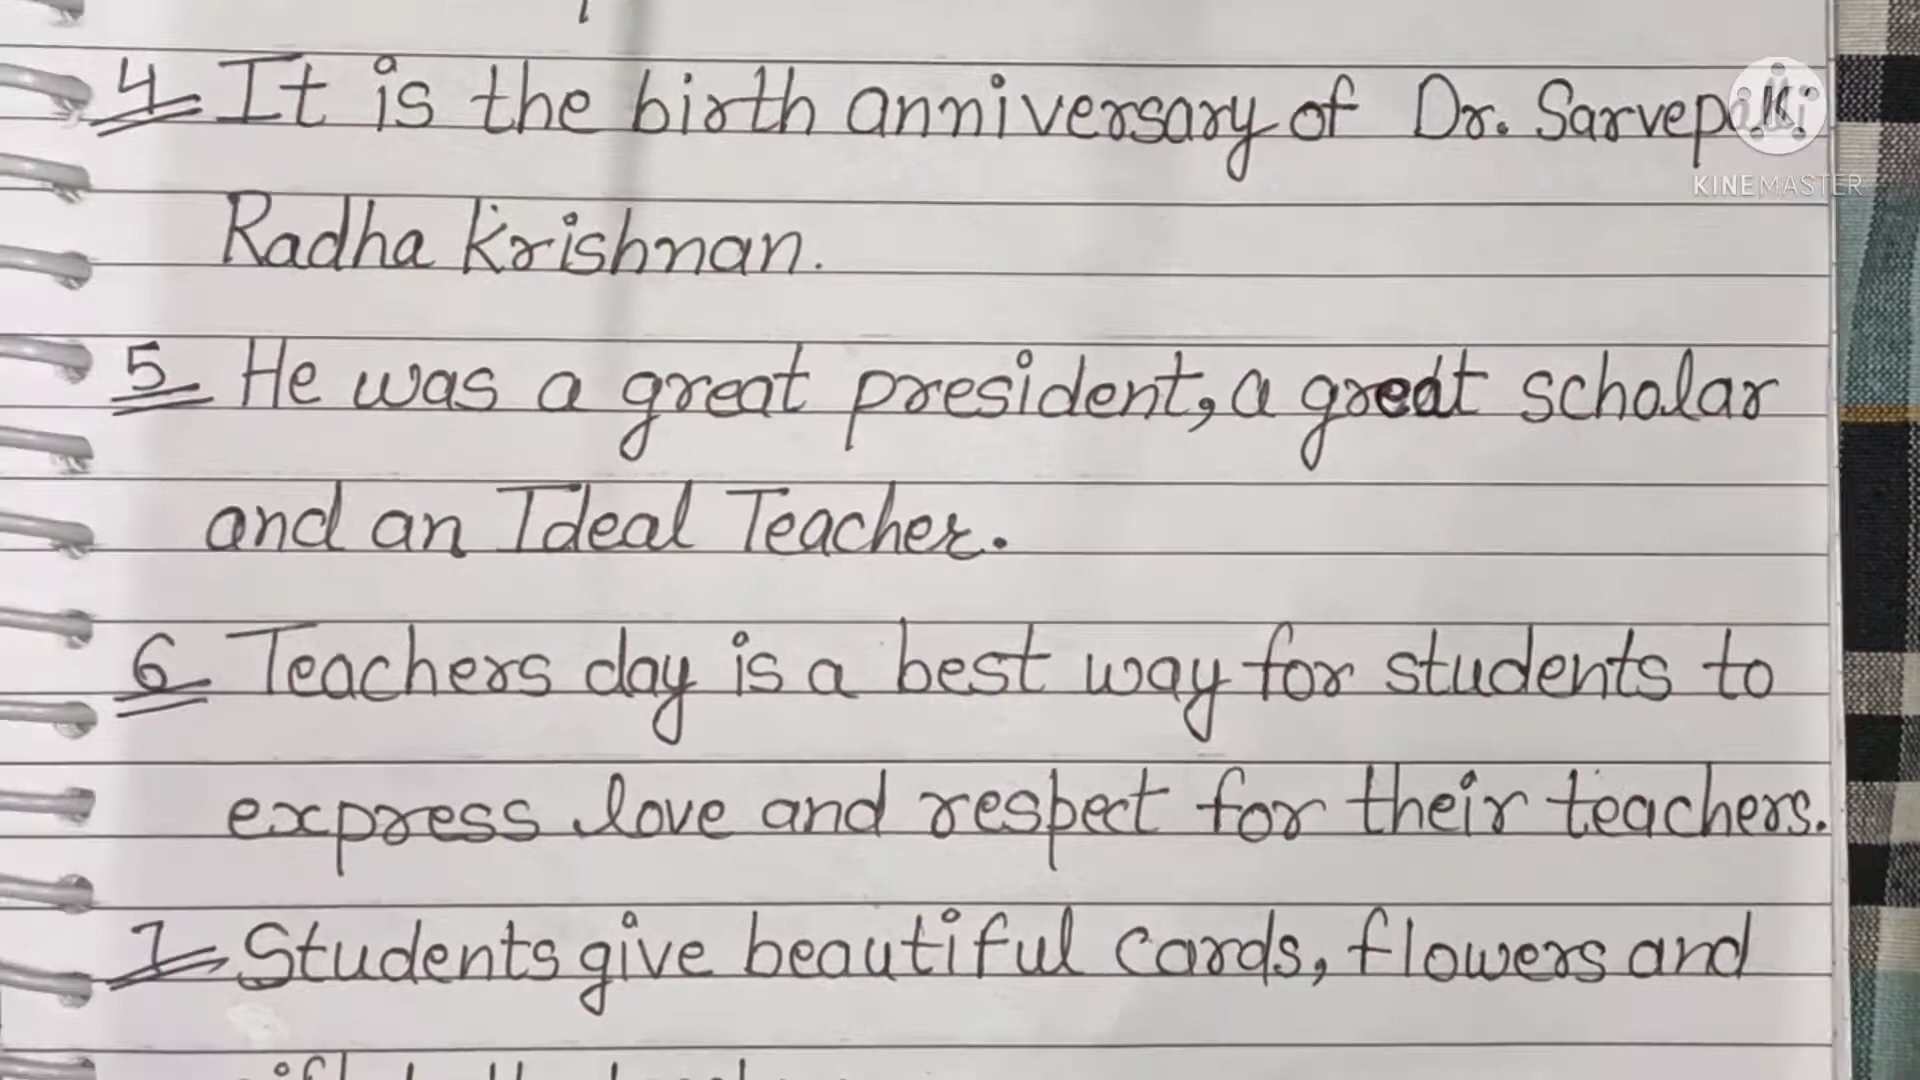 4 It is the birth anniversary of Dr. Sarvepalli
KINEMASTER
Radha Krishnan.
5 He was a great president, a great scholar
and an Ideal Teacher.
6 Teachers day is a best way for students to
express love and respect for their teachers.
7 Students give beautiful cards, flowers and